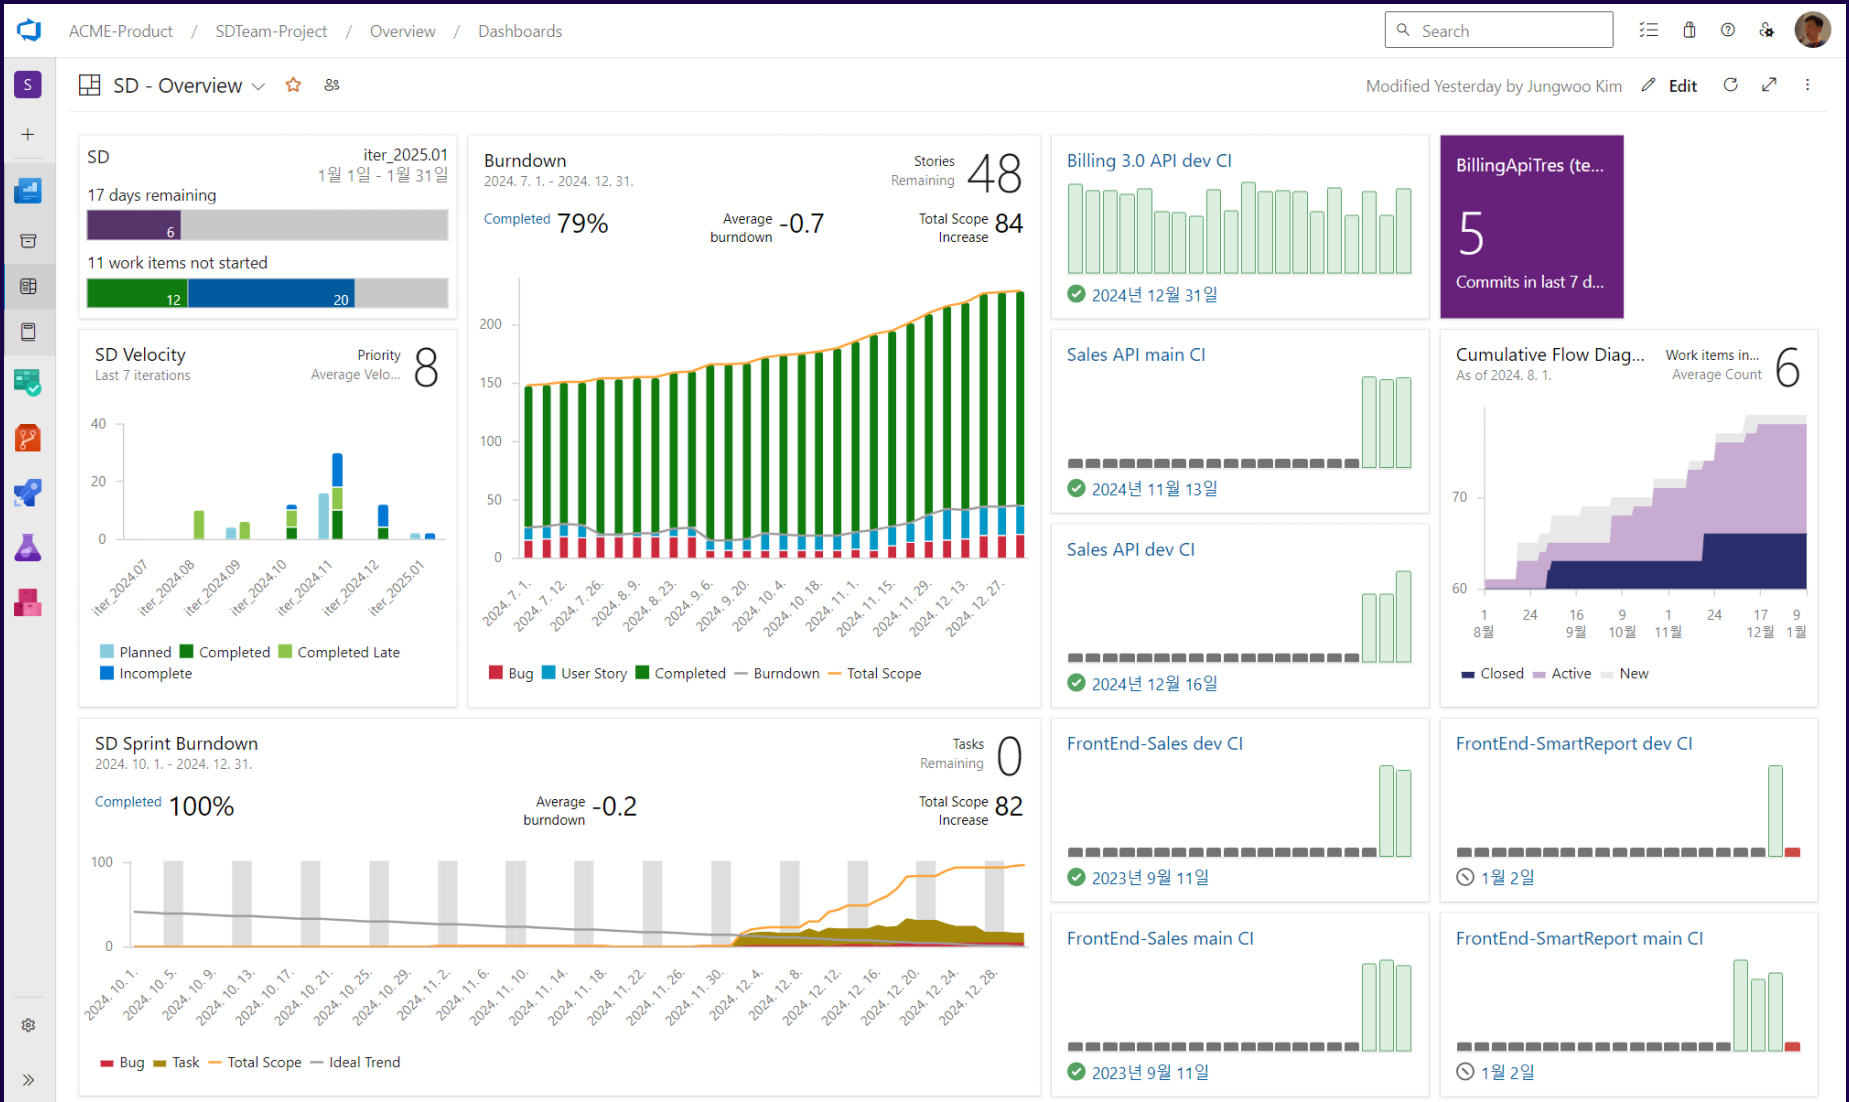 ACME-Product / SDTeam-Project / Overview / Dashboards
Search
S
SD - Overview
Modified Yesterday by Jungwoo Kim
Edit
SD
iter_2025.01
1월 1일 - 1월 31일
17 days remaining
6
11 work items not started
12
20
Burndown
2024. 7. 1. - 2024. 12. 31.
Stories
Remaining
48
Completed 79%
Average
burndown
-0.7
Total Scope
Increase
84
200
150
100
50
0
2024. 7. 1.
2024. 7. 12.
2024. 7. 26.
2024. 8. 9.
2024. 8. 23.
2024. 9. 6.
2024. 9. 20.
2024. 10. 4.
2024. 10. 18.
2024. 11. 1.
2024. 11. 15.
2024. 11. 29.
2024. 12. 13.
2024. 12. 27.
Bug User Story Completed Burndown Total Scope
Billing 3.0 API dev CI
2024년 12월 31일
BillingApiTres (te...
5
Commits in last 7 d...
SD Velocity
Last 7 iterations
Priority
Average Velo...
8
40
20
0
iter_2024.07
iter_2024.08
iter_2024.09
iter_2024.10
iter_2024.11
iter_2024.12
iter_2025.01
Planned Completed Completed Late
Incomplete
Sales API main CI
2024년 11월 13일
Sales API dev CI
2024년 12월 16일
Cumulative Flow Diag...
As of 2024. 8. 1.
Work items in...
Average Count
6
70
60
1 24 16 9 1 24 17 9
8월 9월 10월 11월 12월 1월
Closed Active New
SD Sprint Burndown
2024. 10. 1. - 2024. 12. 31.
Tasks
Remaining
0
Completed 100%
Average
burndown
-0.2
Total Scope
Increase
82
100
0
2024. 10. 1.
2024. 10. 5.
2024. 10. 9.
2024. 10. 13.
2024. 10. 17.
2024. 10. 21.
2024. 10. 25.
2024. 10. 29.
2024. 11. 2.
2024. 11. 6.
2024. 11. 10.
2024. 11. 14.
2024. 11. 18.
2024. 11. 22.
2024. 11. 26.
2024. 11. 30.
2024. 12. 4.
2024. 12. 8.
2024. 12. 12.
2024. 12. 16.
2024. 12. 20.
2024. 12. 24.
2024. 12. 28.
Bug Task Total Scope Ideal Trend
FrontEnd-Sales dev CI
2023년 9월 11일
FrontEnd-SmartReport dev CI
1월 2일
FrontEnd-Sales main CI
2023년 9월 11일
FrontEnd-SmartReport main CI
1월 2일